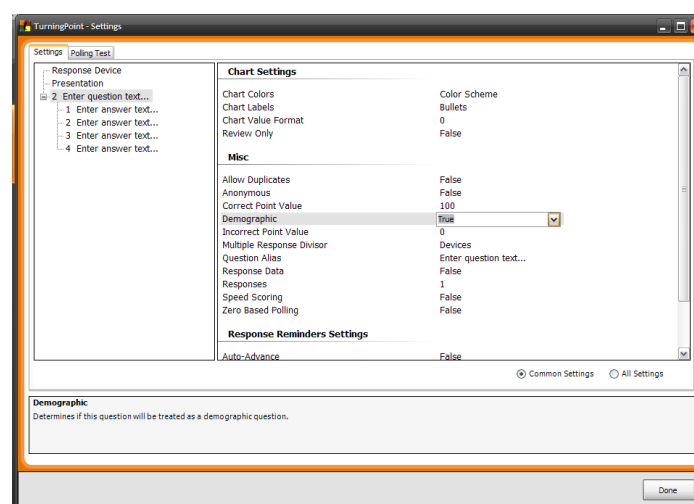 TurningPoint - Settings
Settings Polling Test
Response Device
Presentation
2 Enter question text...
1 Enter answer text...
2 Enter answer text...
3 Enter answer text...
4 Enter answer text...
Chart Settings
Chart Colors Color Scheme
Chart Labels Bullets
Chart Value Format 0
Review Only False
Misc
Allow Duplicates False
Anonymous False
Correct Point Value 100
Demographic True
Incorrect Point Value 0
Multiple Response Divisor Devices
Question Alias Enter question text...
Response Data False
Responses 1
Speed Scoring False
Zero Based Polling False
Response Reminders Settings
Auto-Advance False
Common Settings All Settings
Demographic
Determines if this question will be treated as a demographic question.
Done